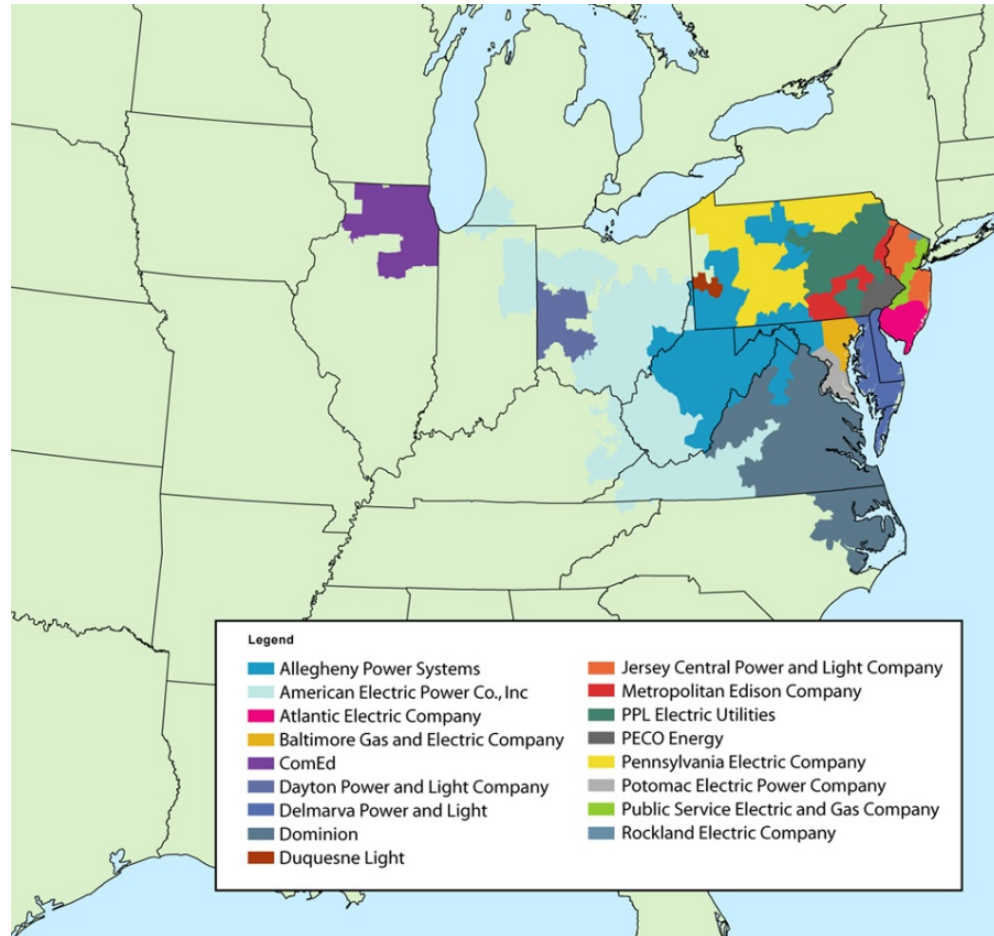 Legend
Allegheny Power Systems
American Electric Power Co., Inc
Atlantic Electric Company
Baltimore Gas and Electric Company
ComEd
Dayton Power and Light Company
Delmarva Power and Light
Dominion
Duquesne Light
Jersey Central Power and Light Company
Metropolitan Edison Company
PPL Electric Utilities
PECO Energy
Pennsylvania Electric Company
Potomac Electric Power Company
Public Service Electric and Gas Company
Rockland Electric Company